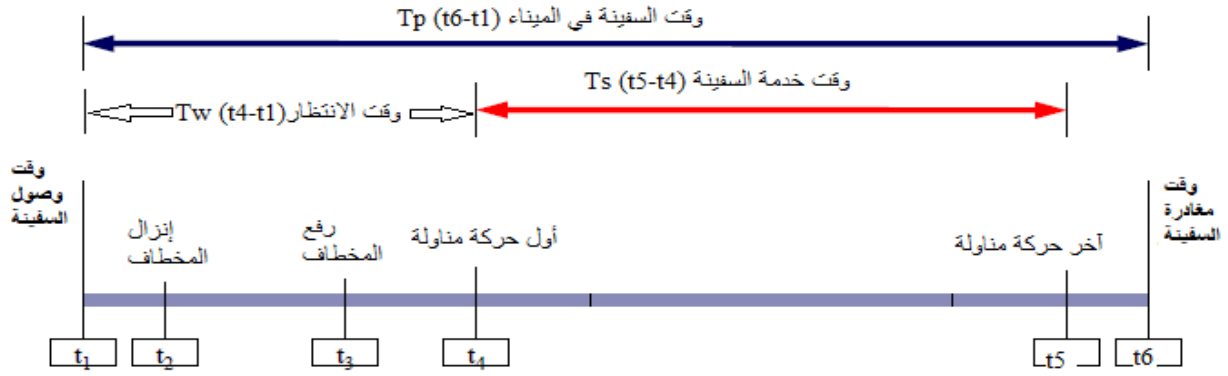 وقت السفينة في الميناء Tp (t6-t1)
وقت خدمة السفينة Ts (t5-t4)
وقت الانتظار Tw (t4-t1)
وقت
وصول
السفينة
وقت
مغادرة
السفينة
إنزال
المخطاف
رفع
المخطاف
أول حركة مناولة
آخر حركة مناولة
t1
t2
t3
t4
t5
t6